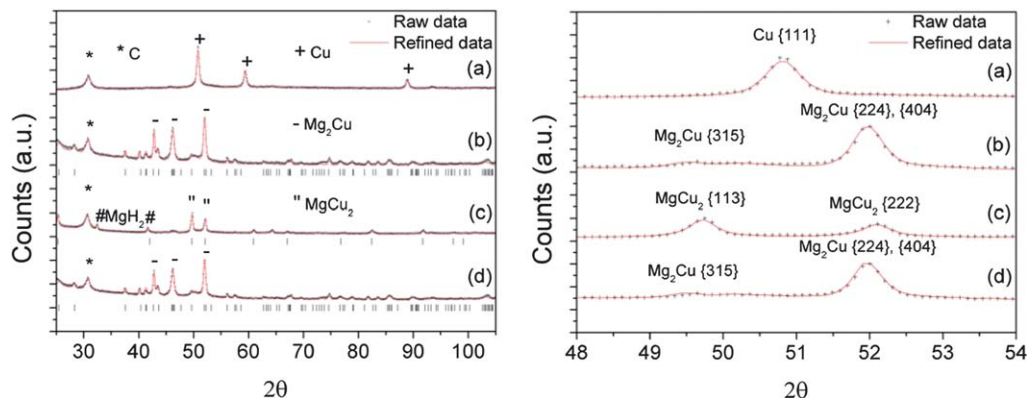 Raw data
Refined data
* * C + + Cu + + (a)
* - - - - Mg₂Cu (b)
* #MgH₂# " " " MgCu₂ (c)
* - - - (d)
Counts (a.u.)
30 40 50 60 70 80 90 100
2θ
Raw data
Refined data
Cu {111}
(a)
Mg₂Cu {224}, {404}
Mg₂Cu {315}
(b)
MgCu₂ {113}
MgCu₂ {222}
(c)
Mg₂Cu {224}, {404}
Mg₂Cu {315}
(d)
Counts (a.u.)
48 49 50 51 52 53 54
2θ